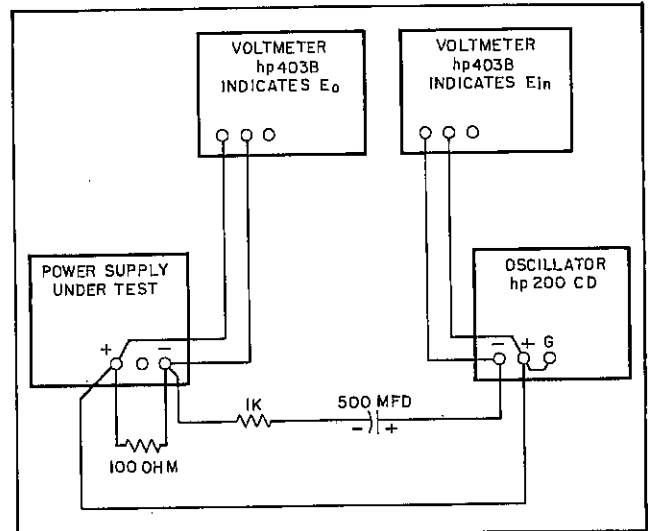 VOLTMETER
hp403B
INDICATES Eo
VOLTMETER
hp403B
INDICATES Ein
POWER SUPPLY
UNDER TEST
+ -
OSCILLATOR
hp 200 CD
- + G
1K
500 MFD
- +
100 OHM